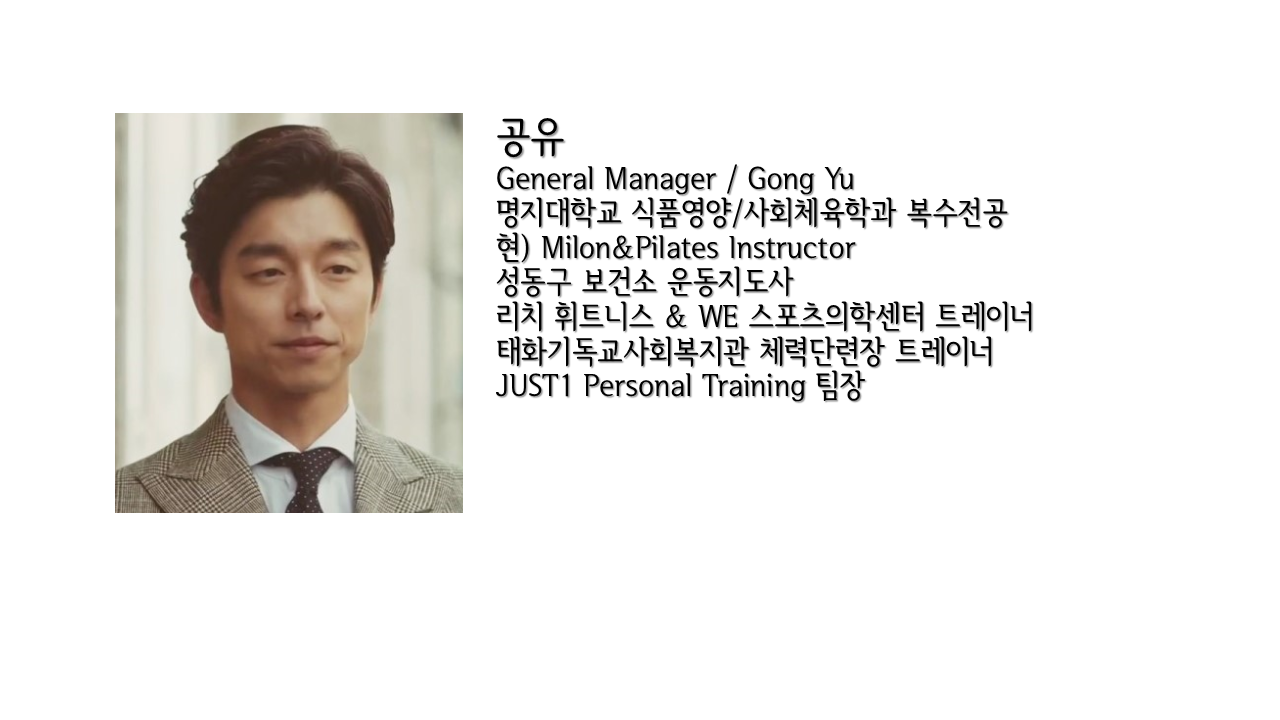 공유
General Manager / Gong Yu
명지대학교 식품영양/사회체육학과 복수전공
현) Milon&Pilates Instructor
성동구 보건소 운동지도사
리치 휘트니스 & WE 스포츠의학센터 트레이너
태화기독교사회복지관 체력단련장 트레이너
JUST1 Personal Training 팀장